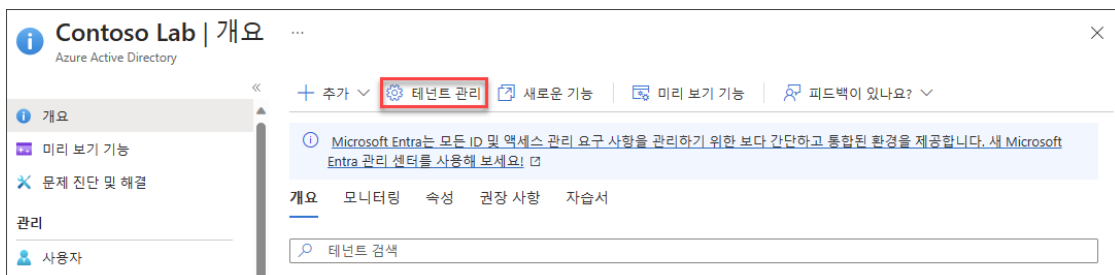 Contoso Lab | 개요 ...
Azure Active Directory
개요
미리 보기 기능
문제 진단 및 해결
관리
사용자
추가 테넌트 관리 새로운 기능 미리 보기 기능 피드백이 있나요?
Microsoft Entra는 모든 ID 및 액세스 관리 요구 사항을 관리하기 위한 보다 간단하고 통합된 환경을 제공합니다. 새 Microsoft
Entra 관리 센터를 사용해 보세요!
개요 모니터링 속성 권장 사항 자습서
테넌트 검색